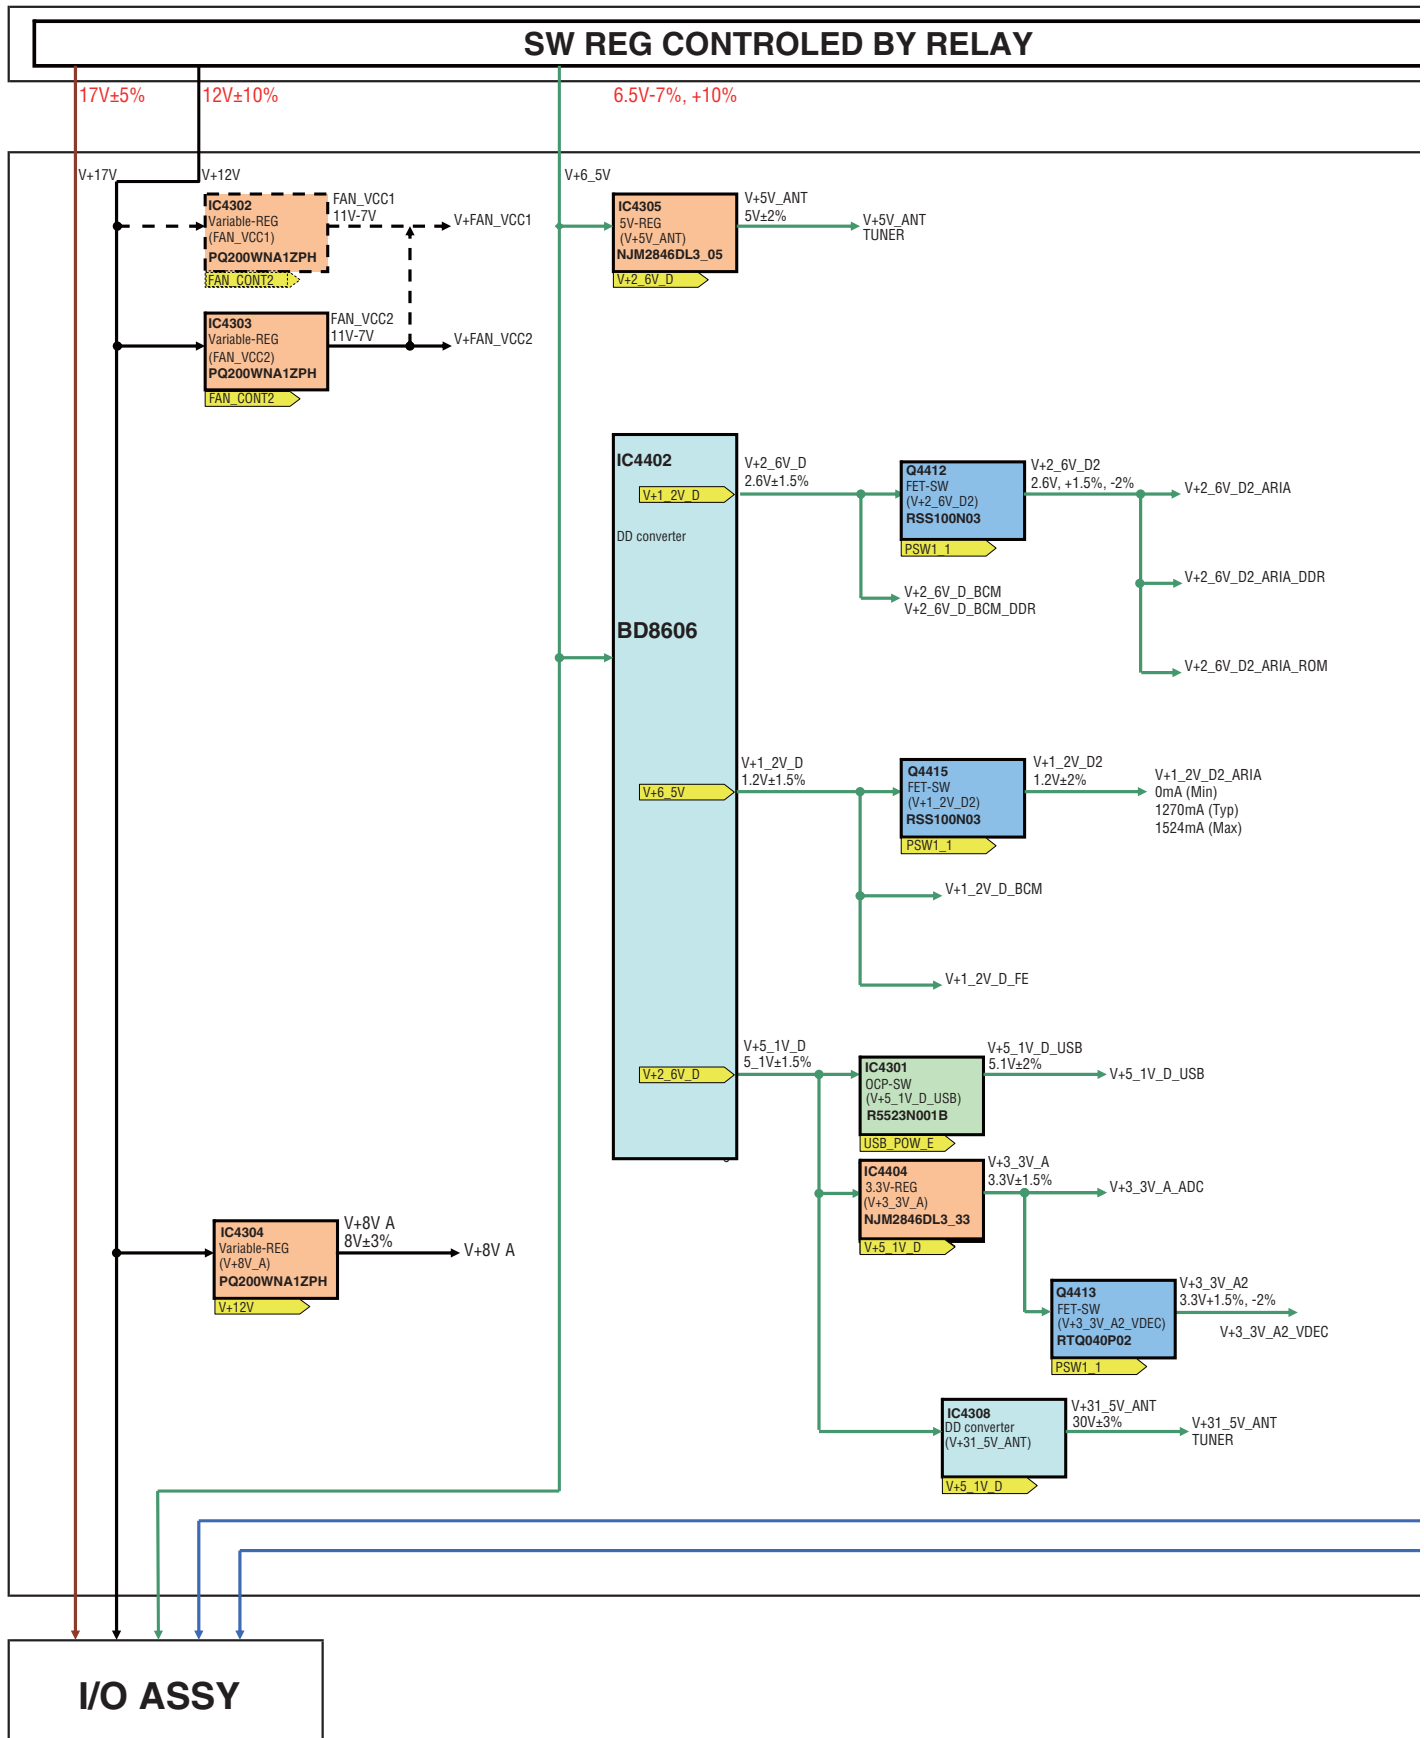 SW REG CONTROLED BY RELAY
17V±5%
12V±10%
6.5V-7%, +10%
V+17V
V+12V
V+6_5V
IC4302
Variable-REG
(FAN_VCC1)
PQ200WNA1ZPH
FAN_CONT2
FAN_VCC1
11V-7V
V+FAN_VCC1
IC4303
Variable-REG
(FAN_VCC2)
PQ200WNA1ZPH
FAN_CONT2
FAN_VCC2
11V-7V
V+FAN_VCC2
IC4305
5V-REG
(V+5V_ANT)
NJM2846DL3_05
V+2_6V_D
V+5V_ANT
5V±2%
V+5V_ANT
TUNER
IC4402
V+1_2V_D
DD converter
BD8606
V+6_5V
V+2_6V_D
V+2_6V_D
2.6V±1.5%
Q4412
FET-SW
(V+2_6V_D2)
RSS100N03
PSW1_1
V+2_6V_D2
2.6V, +1.5%, -2%
V+2_6V_D2_ARIA
V+2_6V_D2_ARIA_DDR
V+2_6V_D2_ARIA_ROM
V+2_6V_D_BCM
V+2_6V_D_BCM_DDR
V+1_2V_D
1.2V±1.5%
Q4415
FET-SW
(V+1_2V_D2)
RSS100N03
PSW1_1
V+1_2V_D2
1.2V±2%
V+1_2V_D2_ARIA
0mA (Min)
1270mA (Typ)
1524mA (Max)
V+1_2V_D_BCM
V+1_2V_D_FE
V+5_1V_D
5_1V±1.5%
IC4301
OCP-SW
(V+5_1V_D_USB)
R5523N001B
USB_POW_E
V+5_1V_D_USB
5.1V±2%
V+5_1V_D_USB
IC4404
3.3V-REG
(V+3_3V_A)
NJM2846DL3_33
V+5_1V_D
V+3_3V_A
3.3V±1.5%
V+3_3V_A_ADC
IC4304
Variable-REG
(V+8V_A)
PQ200WNA1ZPH
V+12V
V+8V A
8V±3%
V+8V A
Q4413
FET-SW
(V+3_3V_A2_VDEC)
RTQ040P02
PSW1_1
V+3_3V_A2
3.3V+1.5%, -2%
V+3_3V_A2_VDEC
IC4308
DD converter
(V+31_5V_ANT)
V+5_1V_D
V+31_5V_ANT
30V±3%
V+31_5V_ANT
TUNER
I/O ASSY